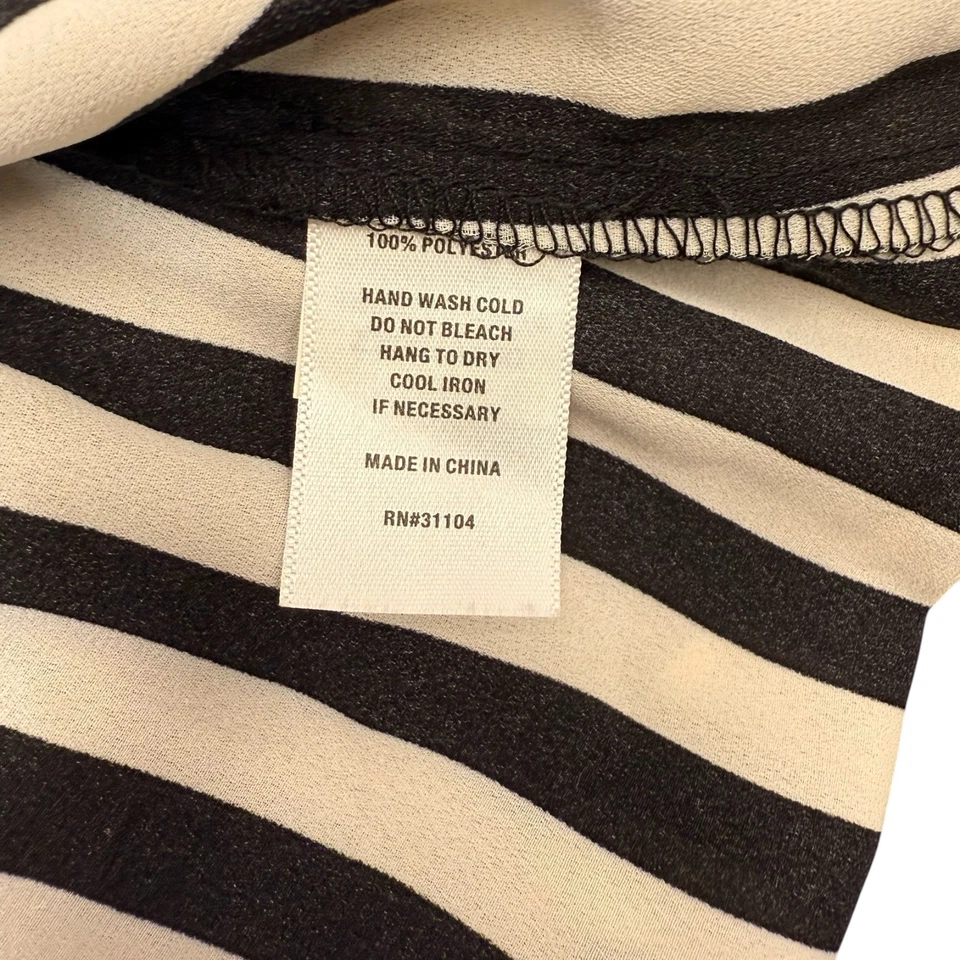 100% POLYESTER
HAND WASH COLD
DO NOT BLEACH
HANG TO DRY
COOL IRON
IF NECESSARY
MADE IN CHINA
RN#31104